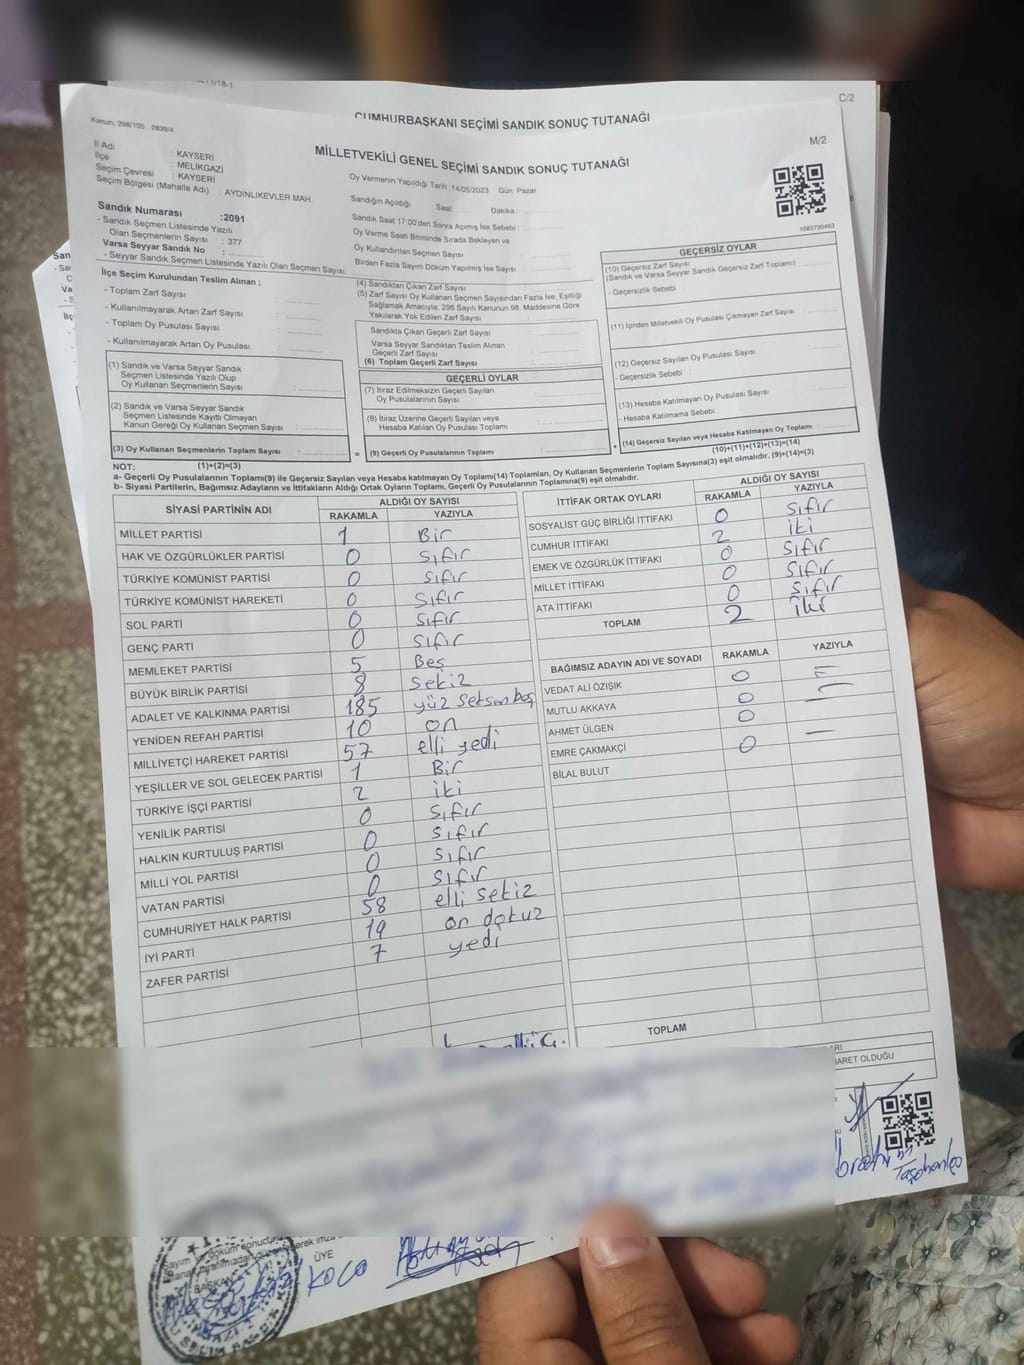 C/2
CUMHURBAŞKANI SEÇİMİ SANDIK SONUÇ TUTANAĞI
Kanun, 298/105 . 2839/4
M/2
MİLLETVEKİLİ GENEL SEÇİMİ SANDIK SONUÇ TUTANAĞI
İl Adı : KAYSERİ
İlçe : MELİKGAZİ
Seçim Çevresi : KAYSERİ
Seçim Bölgesi (Mahalle Adı) : AYDINLIKEVLER MAH.
Oy Vermenin Yapıldığı Tarih 14/05/2023 Gün: Pazar
Sandığın Açıldığı Saat: Dakika :
Sandık Saat 17:00'den Sonra Açımış İse Sebebi :
Oy Verme Saati Bitiminde Sırada Bekleyen ve
Oy Kullandırılan Seçmen Sayısı :
Birden Fazla Sayım Döküm Yapılmış İse Sayısı :
1083730463
Sandık Numarası :2091
- Sandık Seçmen Listesinde Yazılı
Olan Seçmenlerin Sayısı : 377
Varsa Seyyar Sandık No :
- Seyyar Sandık Seçmen Listesinde Yazılı Olan Seçmen Sayısı:
İlçe Seçim Kurulundan Teslim Alınan :
- Toplam Zarf Sayısı :
- Kullanılmayarak Artan Zarf Sayısı :
- Toplam Oy Pusulası Sayısı :
- Kullanılmayarak Artan Oy Pusulası :
(1) Sandık ve Varsa Seyyar Sandık
Seçmen Listesinde Yazılı Olup
Oy Kullanan Seçmenlerin Sayısı :
(2) Sandık ve Varsa Seyyar Sandık
Seçmen Listesinde Kayıtlı Olmayan
Kanun Gereği Oy Kullanan Seçmen Sayısı :
(3) Oy Kullanan Seçmenlerin Toplam Sayısı :
(4) Sandıktan Çıkan Zarf Sayısı :
(5) Zarf Sayısı Oy Kullanan Seçmen Sayısından Fazla İse, Eşitliği
Sağlamak Amacıyla; 298 Sayılı Kanunun 98. Maddesine Göre
Yakılarak Yok Edilen Zarf Sayısı :
Sandıkta Çıkan Geçerli Zarf Sayısı :
Varsa Seyyar Sandıktan Teslim Alınan
Geçerli Zarf Sayısı :
(6) Toplam Geçerli Zarf Sayısı :
GEÇERLİ OYLAR
(7) İtiraz Edilmeksizin Geçerli Sayılan
Oy Pusulalarının Sayısı :
(8) İtiraz Üzerine Geçerli Sayılan veya
Hesaba Katılan Oy Pusulası Toplamı :
= (9) Geçerli Oy Pusulalarının Toplamı :
GEÇERSİZ OYLAR
(10) Geçersiz Zarf Sayısı
(Sandık ve Varsa Seyyar Sandık Geçersiz Zarf Toplamı) :
- Geçersizlik Sebebi :
(11) İçinden Milletvekili Oy Pusulası Çıkmayan Zarf Sayısı :
(12) Geçersiz Sayılan Oy Pusulası Sayısı :
- Geçersizlik Sebebi :
(13) Hesaba Katılmayan Oy Pusulası Sayısı :
- Hesaba Katılmama Sebebi :
+ (14) Geçersiz Sayılan veya Hesaba Katılmayan Oy Toplamı :
(10)+(11)+(12)+(13)=(14)
NOT: (1)+(2)=(3)
a- Geçerli Oy Pusulalarının Toplamı(9) ile Geçersiz Sayılan veya Hesaba katılmayan Oy Toplamı(14) Toplamları, Oy Kullanan Seçmenlerin Toplam Sayısına(3) eşit olmalıdır. (9)+(14)=(3)
b- Siyasi Partilerin, Bağımsız Adayların ve İttifakların Aldığı Ortak Oyların Toplamı, Geçerli Oy Pusulalarının Toplamına(9) eşit olmalıdır.
SİYASİ PARTİNİN ADI ALDIĞI OY SAYISI
RAKAMLA YAZIYLA
MİLLET PARTİSİ 1 Bir
HAK VE ÖZGÜRLÜKLER PARTİSİ 0 Sıfır
TÜRKİYE KOMÜNİST PARTİSİ 0 Sıfır
TÜRKİYE KOMÜNİST HAREKETİ 0 Sıfır
SOL PARTİ 0 Sıfır
GENÇ PARTİ 0 Sıfır
MEMLEKET PARTİSİ 5 Beş
BÜYÜK BİRLİK PARTİSİ 8 Sekiz
ADALET VE KALKINMA PARTİSİ 185 yüz Seksen beş
YENİDEN REFAH PARTİSİ 10 on
MİLLİYETÇİ HAREKET PARTİSİ 57 elli yedi
YEŞİLLER VE SOL GELECEK PARTİSİ 1 Bir
TÜRKİYE İŞÇİ PARTİSİ 2 iki
YENİLİK PARTİSİ 0 Sıfır
HALKIN KURTULUŞ PARTİSİ 0 Sıfır
MİLLİ YOL PARTİSİ 0 Sıfır
VATAN PARTİSİ 0 Sıfır
CUMHURİYET HALK PARTİSİ 58 elli sekiz
İYİ PARTİ 19 on dokuz
ZAFER PARTİSİ 7 yedi
İTTİFAK ORTAK OYLARI ALDIĞI OY SAYISI
RAKAMLA YAZIYLA
SOSYALİST GÜÇ BİRLİĞİ İTTİFAKI 0 Sıfır
CUMHUR İTTİFAKI 2 iki
EMEK VE ÖZGÜRLÜK İTTİFAKI 0 Sıfır
MİLLET İTTİFAKI 0 Sıfır
ATA İTTİFAKI 0 Sıfır
TOPLAM 2 iki
BAĞIMSIZ ADAYIN ADI VE SOYADI RAKAMLA YAZIYLA
VEDAT ALİ ÖZIŞIK 0
MUTLU AKKAYA 0
AHMET ÜLGEN 0
EMRE ÇAKMAKÇİ 0
BİLAL BULUT
TOPLAM
ARET OLDUĞU
BAŞKAN
ÜYE
KOCA